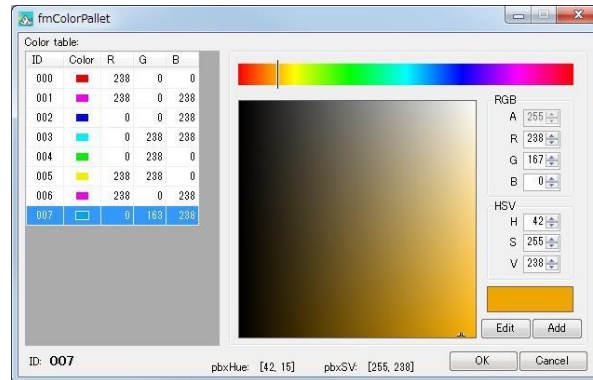 fmColorPallet
Color table:
ID Color R G B
000 238 0 0
001 238 0 238
002 0 0 238
003 0 238 238
004 0 238 0
005 238 238 0
006 238 0 238
007 0 163 238
RGB
A 255
R 238
G 167
B 0
HSV
H 42
S 255
V 238
Edit Add
ID: 007 pbxHue: [42, 15] pbxSV: [255, 238] OK Cancel